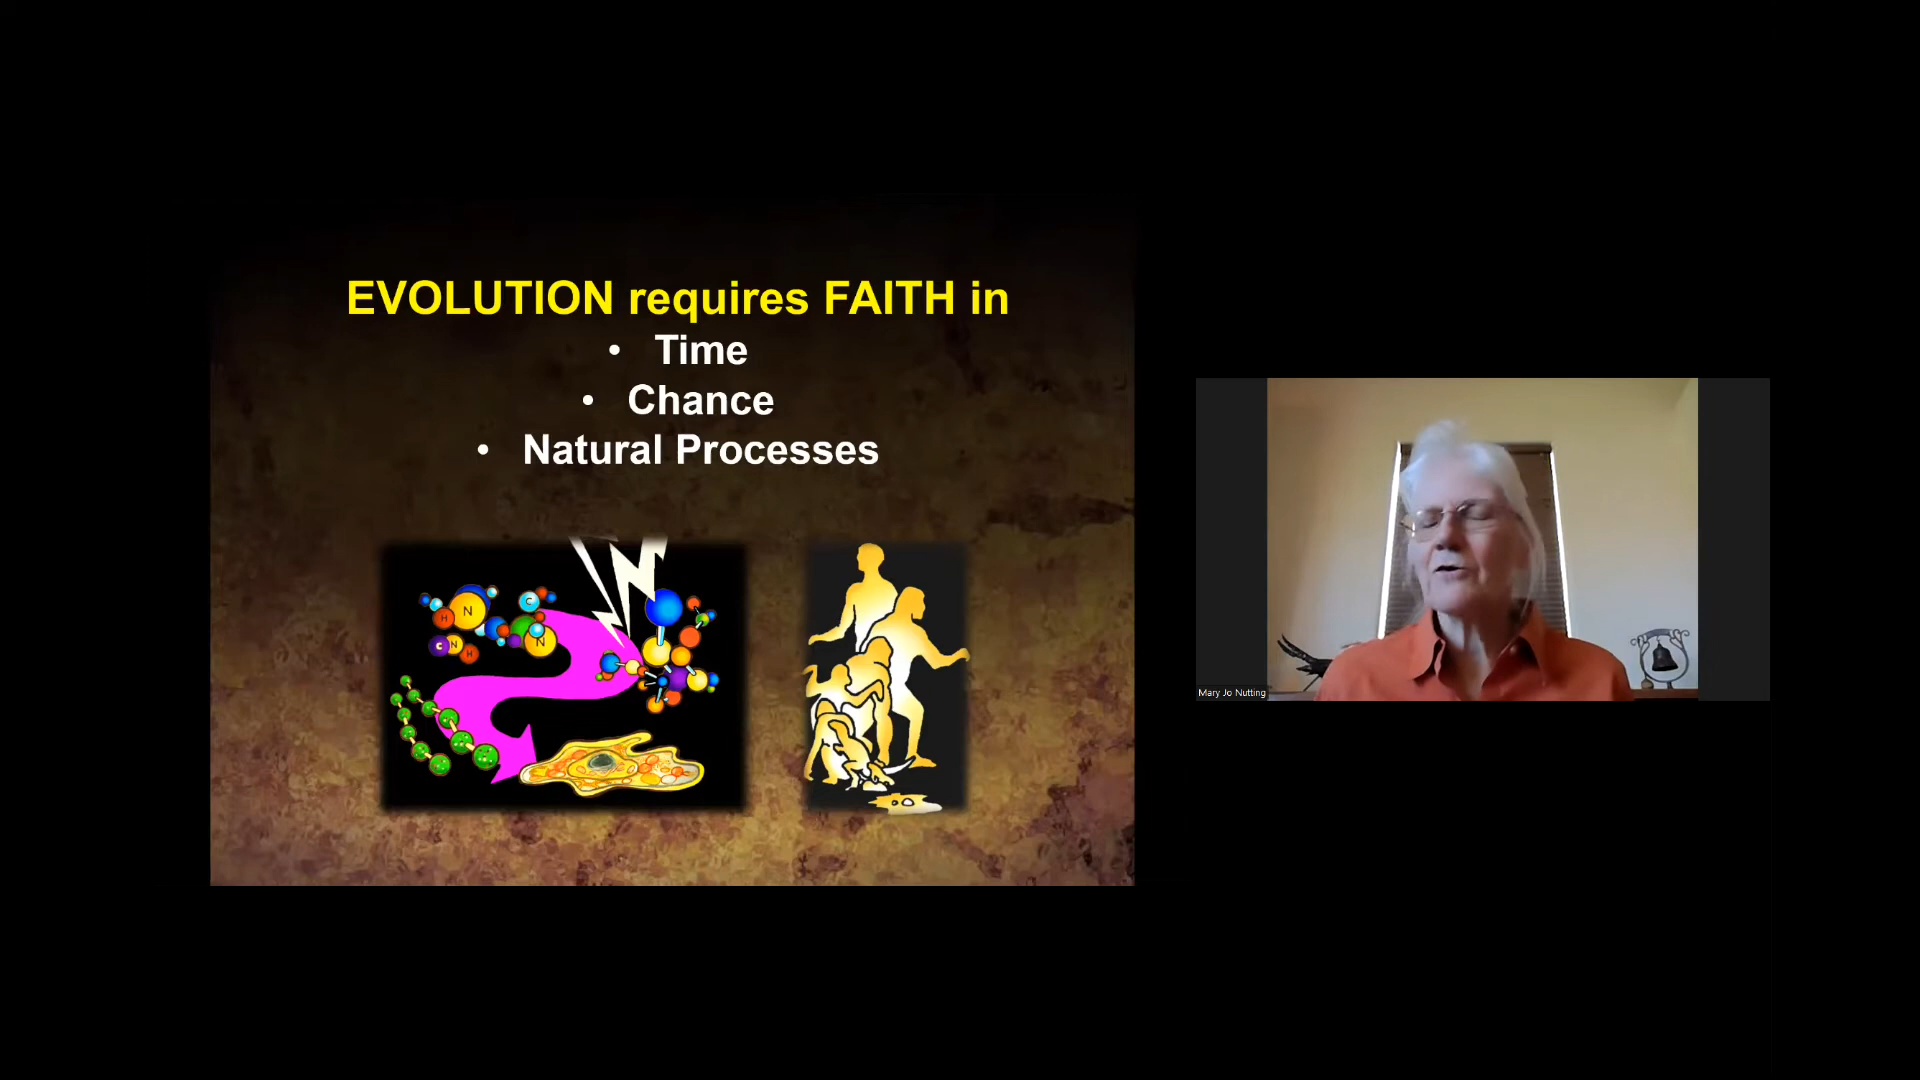 EVOLUTION requires FAITH in
• Time
• Chance
• Natural Processes
N
C
H
N
C
N
H
Mary Jo Nutting